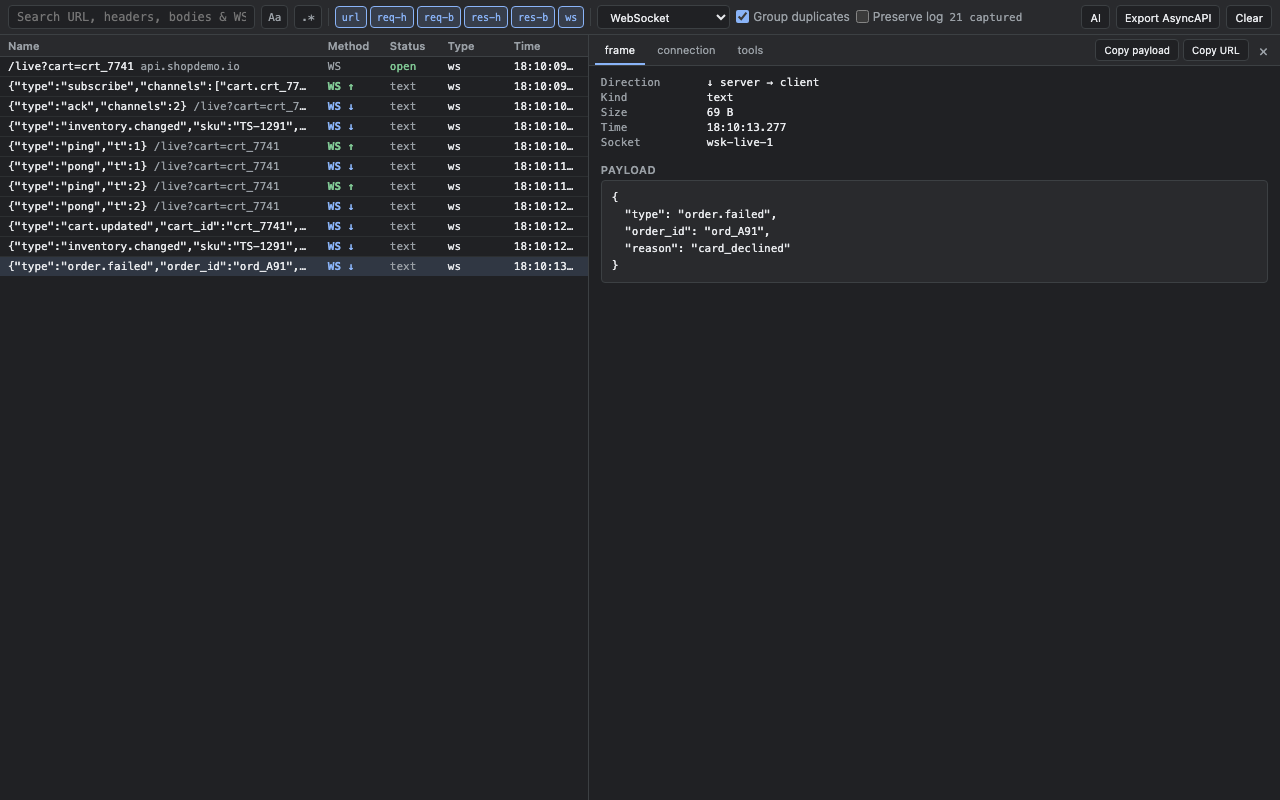 Search URL, headers, bodies & WS Aa .* url req-h req-b res-h res-b ws WebSocket Group duplicates Preserve log 21 captured AI Export AsyncAPI Clear
Name Method Status Type Time
/live?cart=crt_7741 api.shopdemo.io WS open ws 18:10:09…
{"type":"subscribe","channels":["cart.crt_77… WS ↑ text ws 18:10:09…
{"type":"ack","channels":2} /live?cart=crt_7… WS ↓ text ws 18:10:10…
{"type":"inventory.changed","sku":"TS-1291",… WS ↓ text ws 18:10:10…
{"type":"ping","t":1} /live?cart=crt_7741 WS ↑ text ws 18:10:10…
{"type":"pong","t":1} /live?cart=crt_7741 WS ↓ text ws 18:10:11…
{"type":"ping","t":2} /live?cart=crt_7741 WS ↑ text ws 18:10:11…
{"type":"pong","t":2} /live?cart=crt_7741 WS ↓ text ws 18:10:12…
{"type":"cart.updated","cart_id":"crt_7741",… WS ↓ text ws 18:10:12…
{"type":"inventory.changed","sku":"TS-1291",… WS ↓ text ws 18:10:12…
{"type":"order.failed","order_id":"ord_A91",… WS ↓ text ws 18:10:13…
frame connection tools Copy payload Copy URL ×
Direction ↓ server → client
Kind text
Size 69 B
Time 18:10:13.277
Socket wsk-live-1
PAYLOAD
{
"type": "order.failed",
"order_id": "ord_A91",
"reason": "card_declined"
}